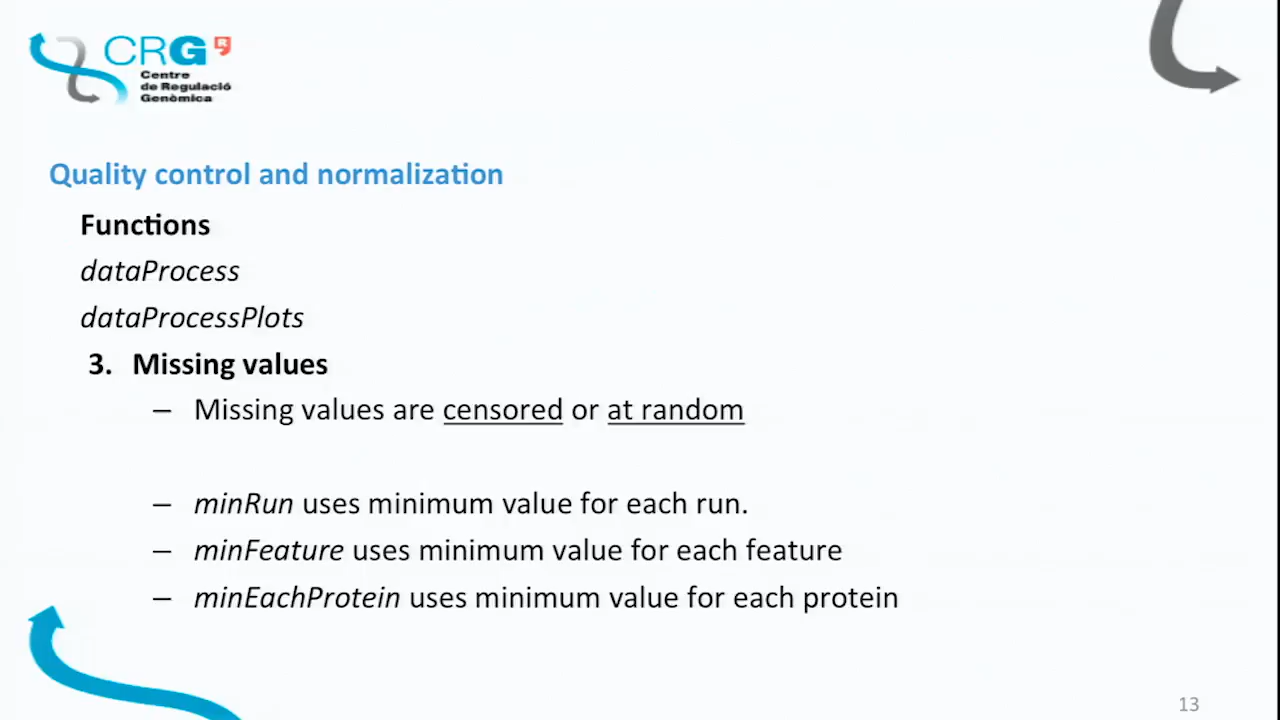 CRG
Centre
de Regulació
Genòmica
Quality control and normalization
Functions
dataProcess
dataProcessPlots
3. Missing values
– Missing values are censored or at random
– minRun uses minimum value for each run.
– minFeature uses minimum value for each feature
– minEachProtein uses minimum value for each protein
13